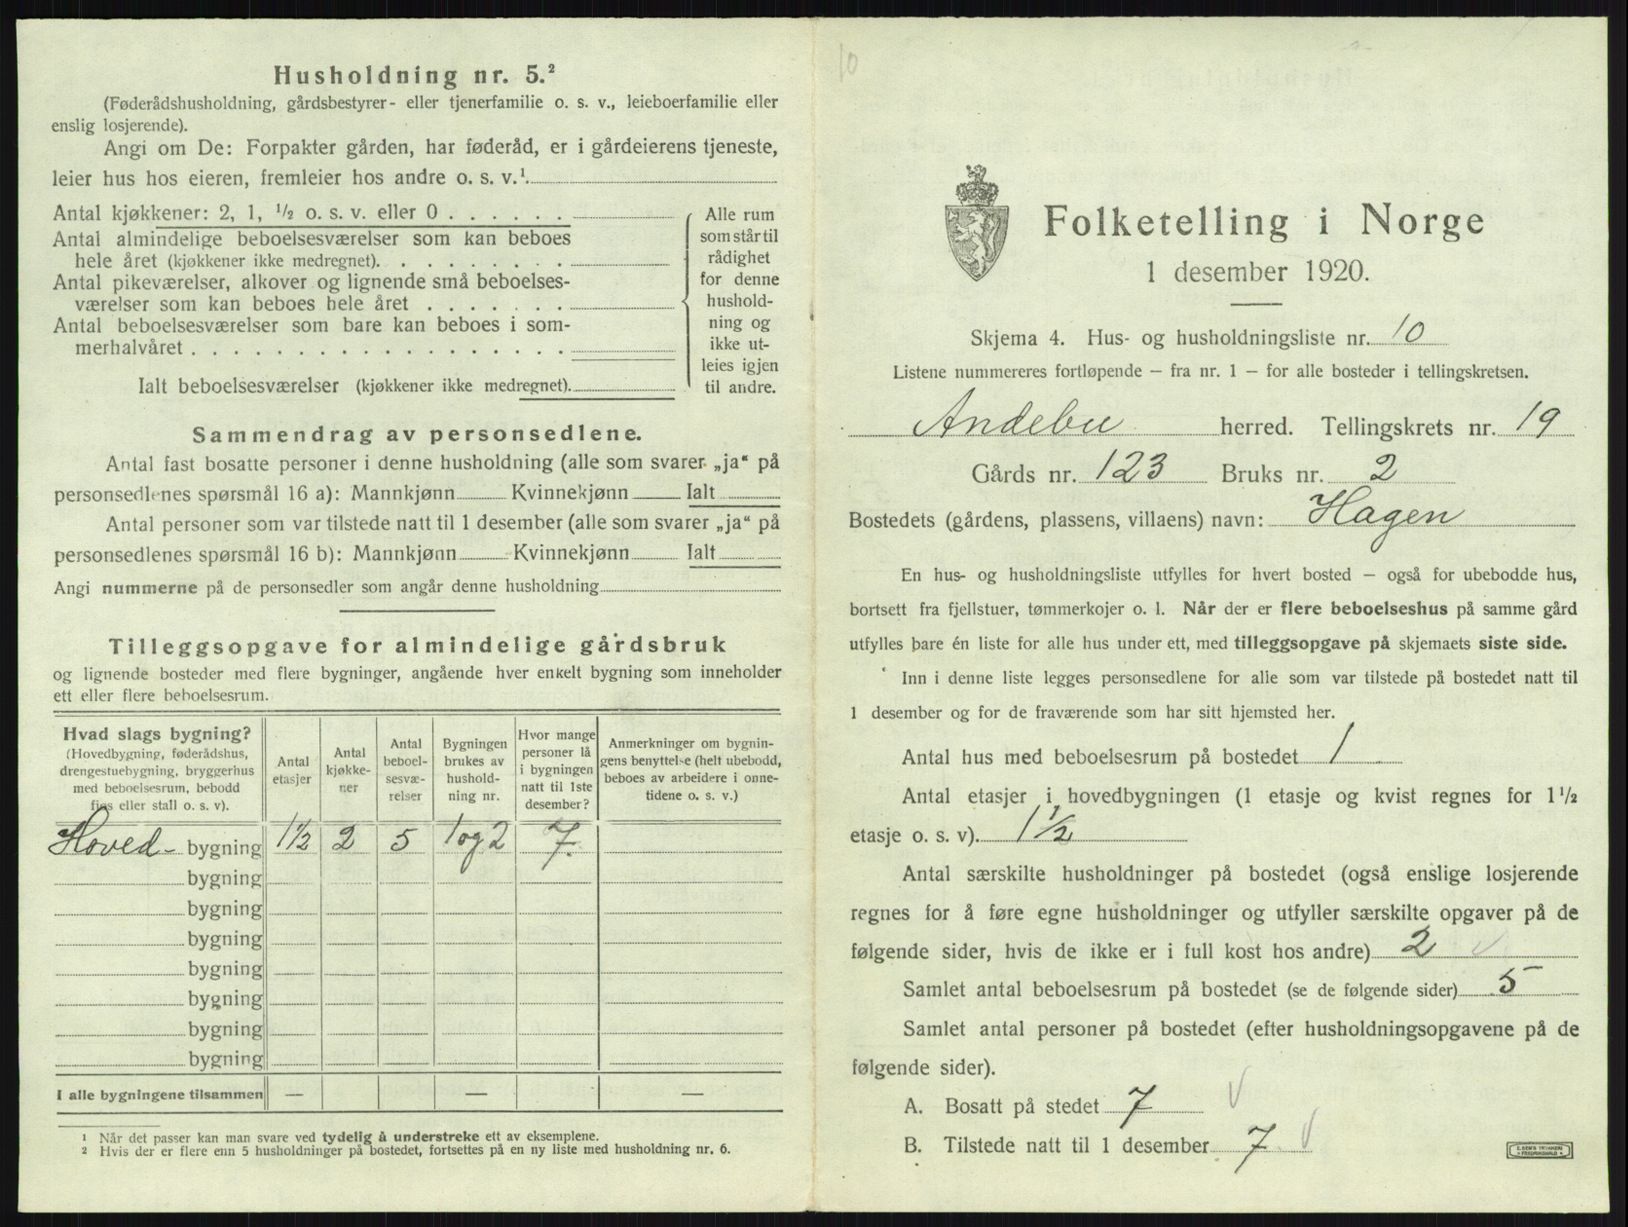 Husholdning nr. 5.²
(Føderådshusholdning, gårdsbestyrer- eller tjenerfamilie o. s. v., leieboerfamilie eller
enslig losjerende).
Angi om De: Forpakter gården, har føderåd, er i gårdeierens tjeneste,
leier hus hos eieren, fremleier hos andre o. s. v.¹
Antal kjøkkener: 2, 1, ½ o. s. v. eller 0
Antal almindelige beboelsesværelser som kan beboes
hele året (kjøkkener ikke medregnet).
Antal pikeværelser, alkover og lignende små beboelses-
værelser som kan beboes hele året
Antal beboelsesværelser som bare kan beboes i som-
merhalvåret
Ialt beboelsesværelser (kjøkkener ikke medregnet).
Alle rum
som står til
rådighet
for denne
hushold-
ning og
ikke ut-
leies igjen
til andre.
Sammendrag av personsedlene.
Antal fast bosatte personer i denne husholdning (alle som svarer „ja“ på
personsedlenes spørsmål 16 a): Mannkjønn Kvinnekjønn Ialt
Antal personer som var tilstede natt til 1 desember (alle som svarer „ja“ på
personsedlenes spørsmål 16 b): Mannkjønn Kvinnekjønn Ialt
Angi nummerne på de personsedler som angår denne husholdning
Tilleggsopgave for almindelige gårdsbruk
og lignende bosteder med flere bygninger, angående hver enkelt bygning som inneholder
ett eller flere beboelsesrum.
Hvad slags bygning?
(Hovedbygning, føderådshus,
drengestuebygning, bryggerhus
med beboelsesrum, bebodd
fjøs eller stall o. s. v).
Antal
etasjer
Antal
kjøkke-
ner
Antal
beboel-
sesvæ-
relser
Bygningen
brukes av
hushold-
ning nr.
Hvor mange
personer lå
i bygningen
natt til 1ste
desember?
Anmerkninger om bygnin-
gens benyttelse (helt ubebodd,
beboes av arbeidere i onne-
tidene o. s. v.)
Hoved- bygning 1½ 2 5 1 og 2 7.
bygning
bygning
bygning
bygning
bygning
bygning
bygning
I alle bygningene tilsammen — — —
¹ Når det passer kan man svare ved tydelig å understreke ett av eksemplene.
² Hvis der er flere enn 5 husholdninger på bostedet, fortsettes på en ny liste med husholdning nr. 6.
10
Folketelling i Norge
1 desember 1920.
Skjema 4. Hus- og husholdningsliste nr. 10
Listene nummereres fortløpende — fra nr. 1 — for alle bosteder i tellingskretsen.
Andebu herred. Tellingskrets nr. 19
Gårds nr. 123 Bruks nr. 2
Bostedets (gårdens, plassens, villaens) navn: Hagen
En hus- og husholdningsliste utfylles for hvert bosted — også for ubebodde hus,
bortsett fra fjellstuer, tømmerkojer o. l. Når der er flere beboelseshus på samme gård
utfylles bare én liste for alle hus under ett, med tilleggsopgave på skjemaets siste side.
Inn i denne liste legges personsedlene for alle som var tilstede på bostedet natt til
1 desember og for de fraværende som har sitt hjemsted her.
Antal hus med beboelsesrum på bostedet 1
Antal etasjer i hovedbygningen (1 etasje og kvist regnes for 1½
etasje o. s. v). 1½
Antal særskilte husholdninger på bostedet (også enslige losjerende
regnes for å føre egne husholdninger og utfyller særskilte opgaver på de
følgende sider, hvis de ikke er i full kost hos andre) 2 v
Samlet antal beboelsesrum på bostedet (se de følgende sider) 5
Samlet antal personer på bostedet (efter husholdningsopgavene på de
følgende sider).
A. Bosatt på stedet 7 v
B. Tilstede natt til 1 desember 7 v